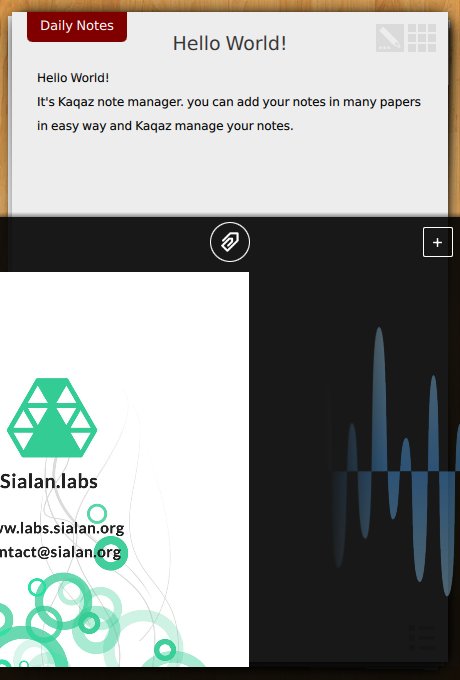 Daily Notes
Hello World!
Hello World!
It's Kaqaz note manager. you can add your notes in many papers
in easy way and Kaqaz manage your notes.
+
Sialan.labs
ww.labs.sialan.org
ntact@sialan.org